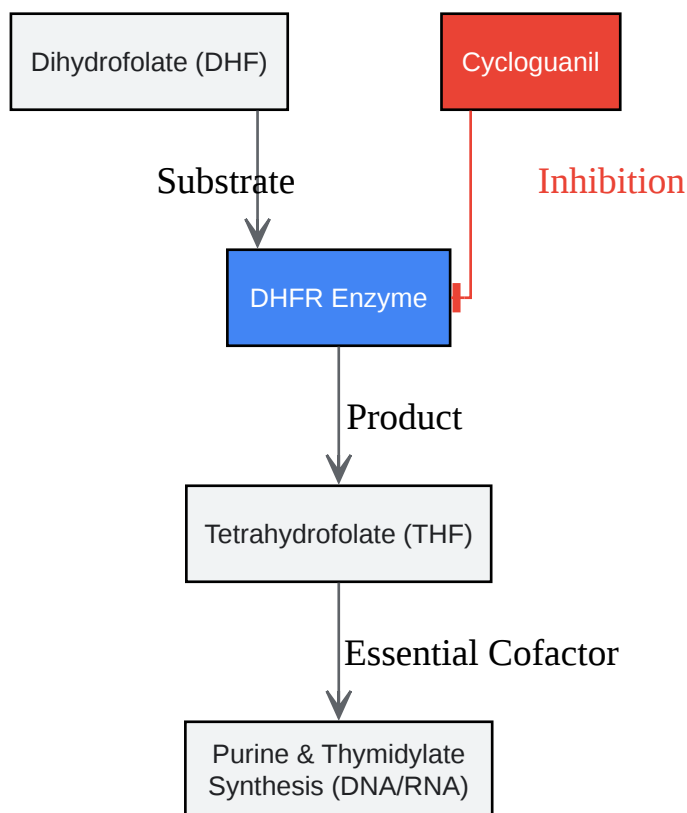 Dihydrofolate (DHF)
Cycloguanil
Substrate
Inhibition
DHFR Enzyme
Product
Tetrahydrofolate (THF)
Essential Cofactor
Purine & Thymidylate
Synthesis (DNA/RNA)